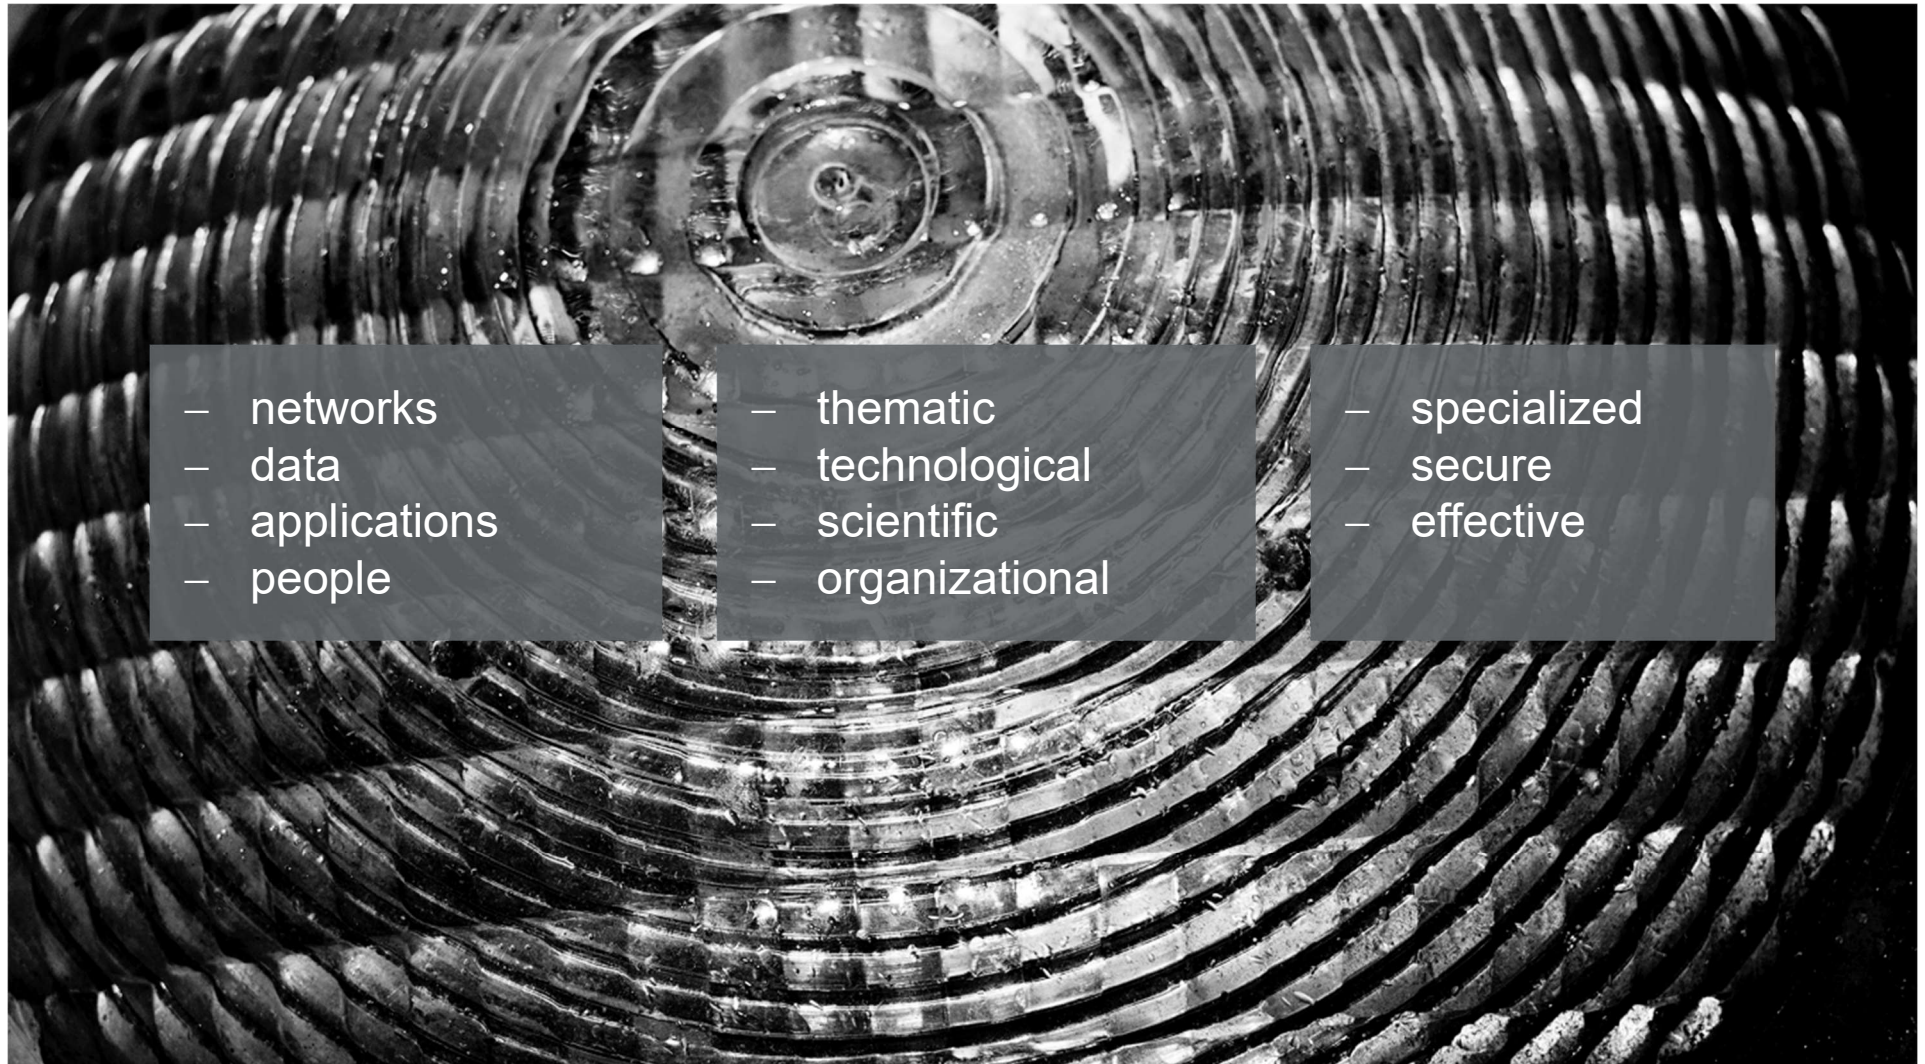 – networks
– data
– applications
– people
– thematic
– technological
– scientific
– organizational
– specialized
– secure
– effective